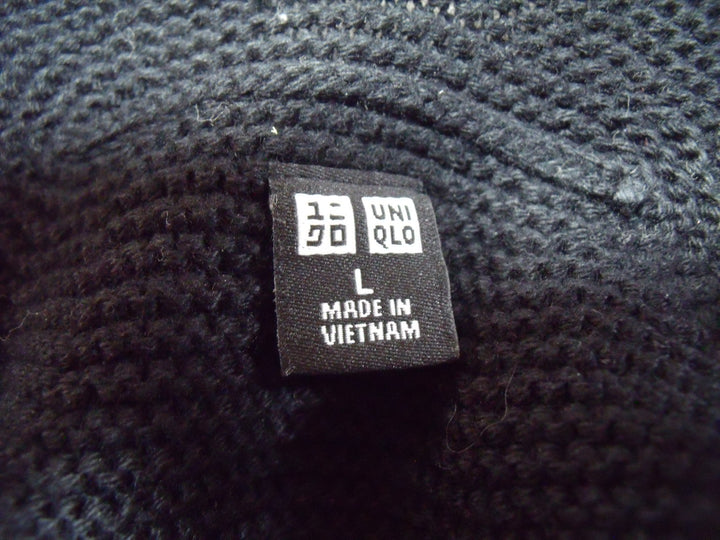 ユニ
クロ
UNI
QLO
L
MADE IN
VIETNAM